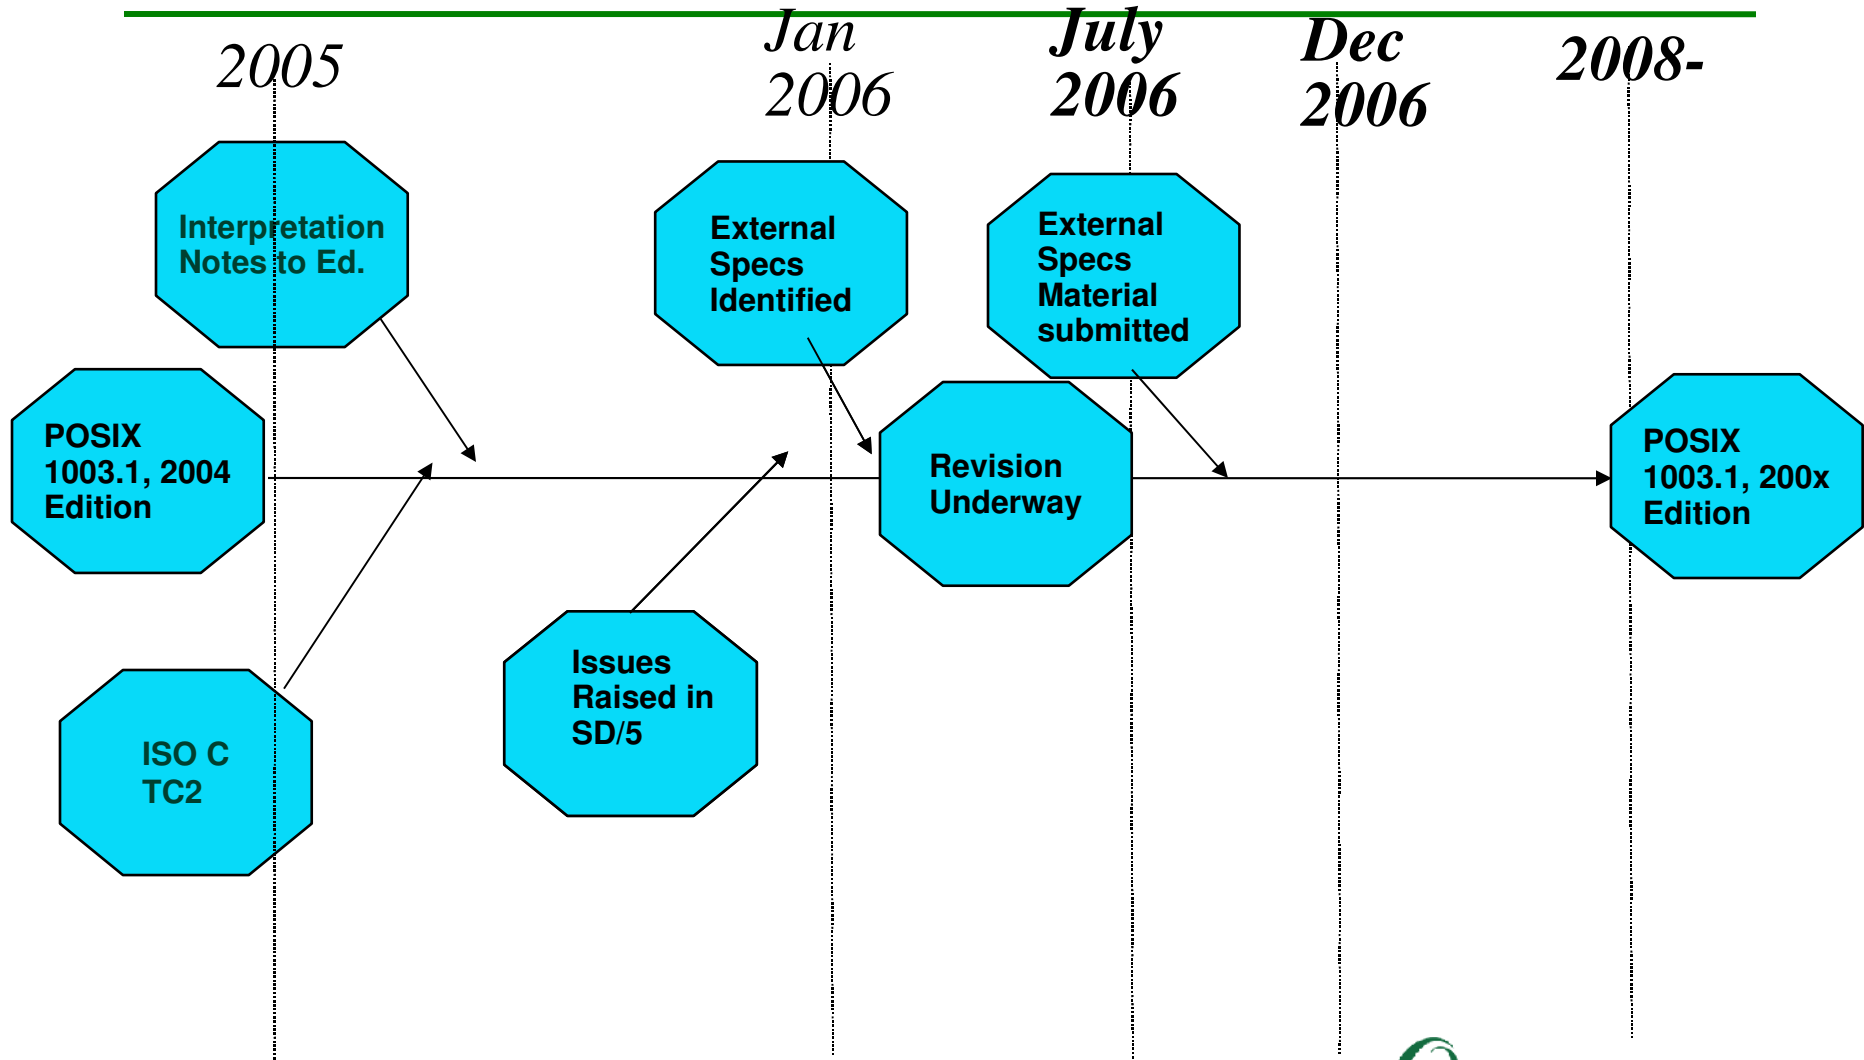 2005
Jan
2006
July
2006
Dec
2006
2008-
Interpretation
Notes to Ed.
External
Specs
Identified
External
Specs
Material
submitted
POSIX
1003.1, 2004
Edition
Revision
Underway
POSIX
1003.1, 200x
Edition
Issues
Raised in
SD/5
ISO C
TC2